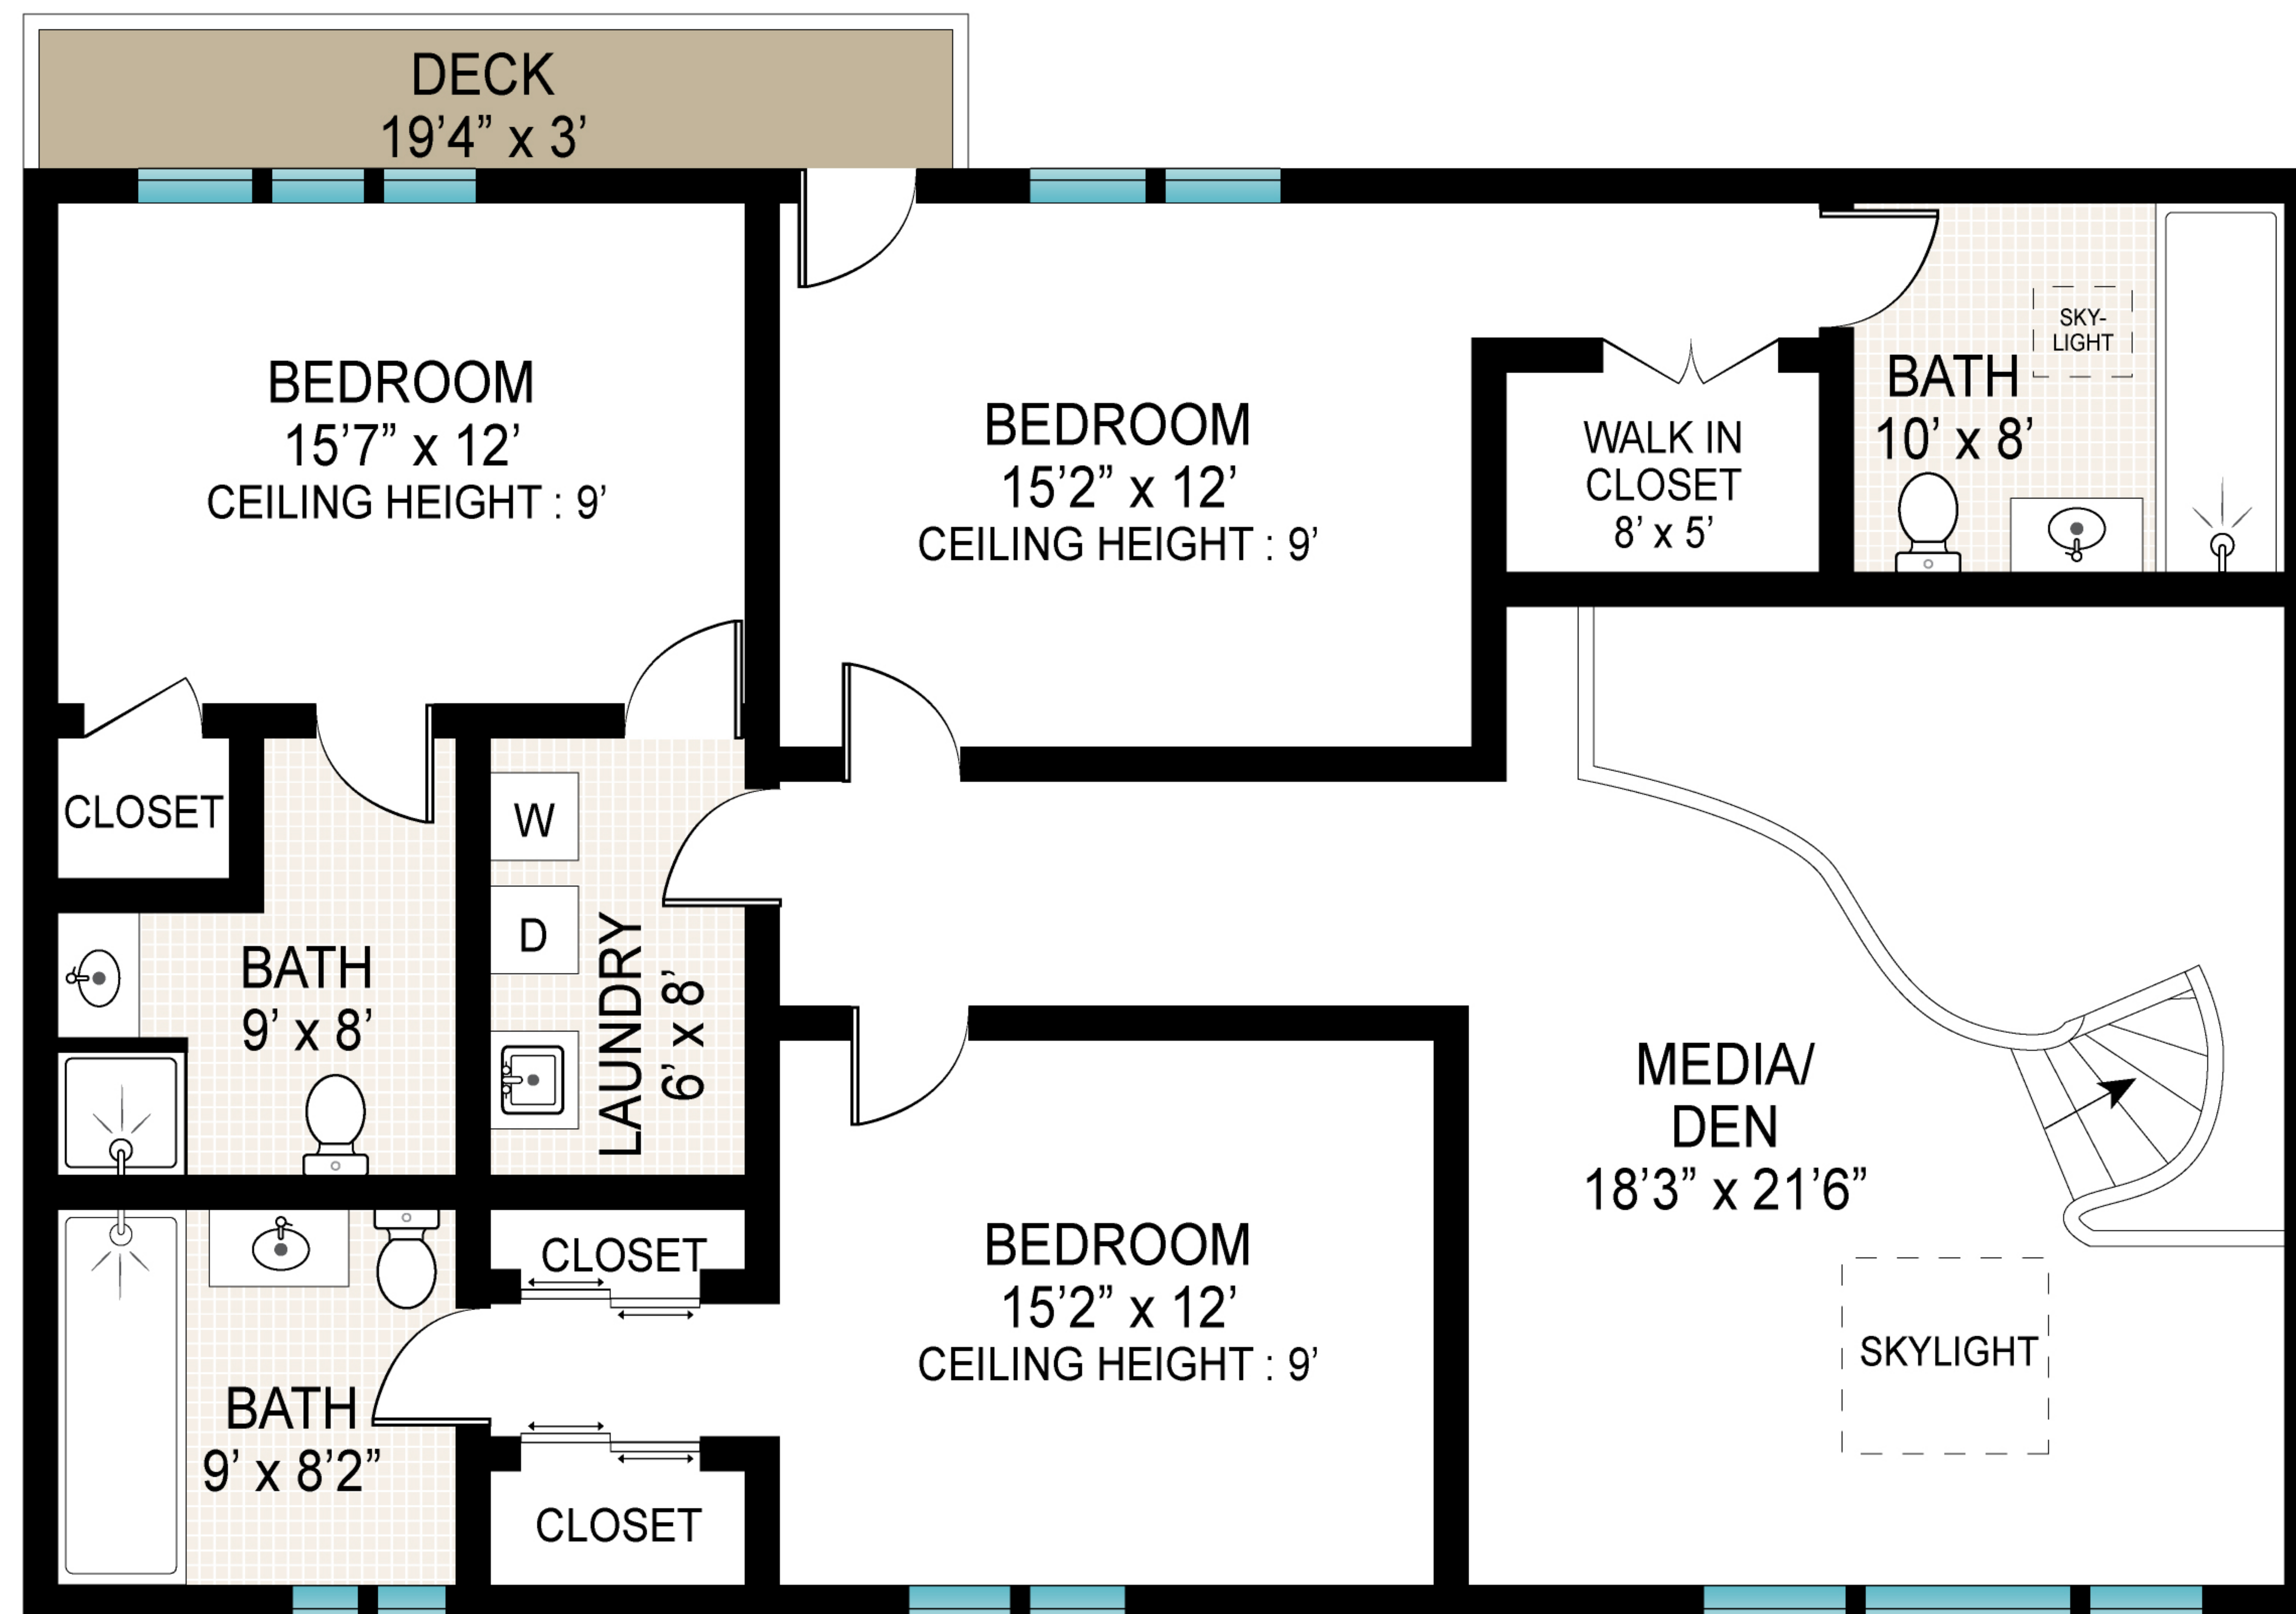 DECK
19’4” x 3’
BEDROOM
15’7” x 12’
CEILING HEIGHT : 9’
BEDROOM
15’2” x 12’
CEILING HEIGHT : 9’
WALK IN
CLOSET
8’ x 5’
SKY-
LIGHT
BATH
10’ x 8’
CLOSET
W
D
LAUNDRY
6’ x 8’
BATH
9’ x 8’
MEDIA/
DEN
18’3” x 21’6”
CLOSET
BEDROOM
15’2” x 12’
CEILING HEIGHT : 9’
SKYLIGHT
BATH
9’ x 8’2”
CLOSET